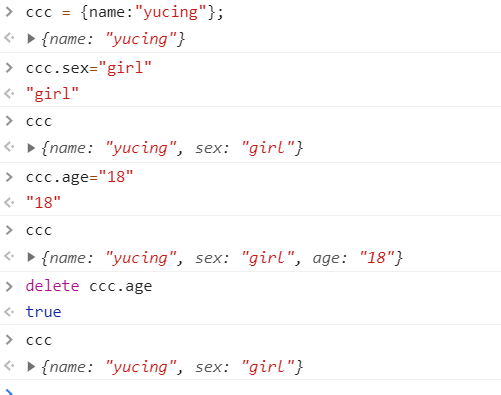 ccc = {name:"yucing"};
{name: "yucing"}
ccc.sex="girl"
"girl"
ccc
{name: "yucing", sex: "girl"}
ccc.age="18"
"18"
ccc
{name: "yucing", sex: "girl", age: "18"}
delete ccc.age
true
ccc
{name: "yucing", sex: "girl"}